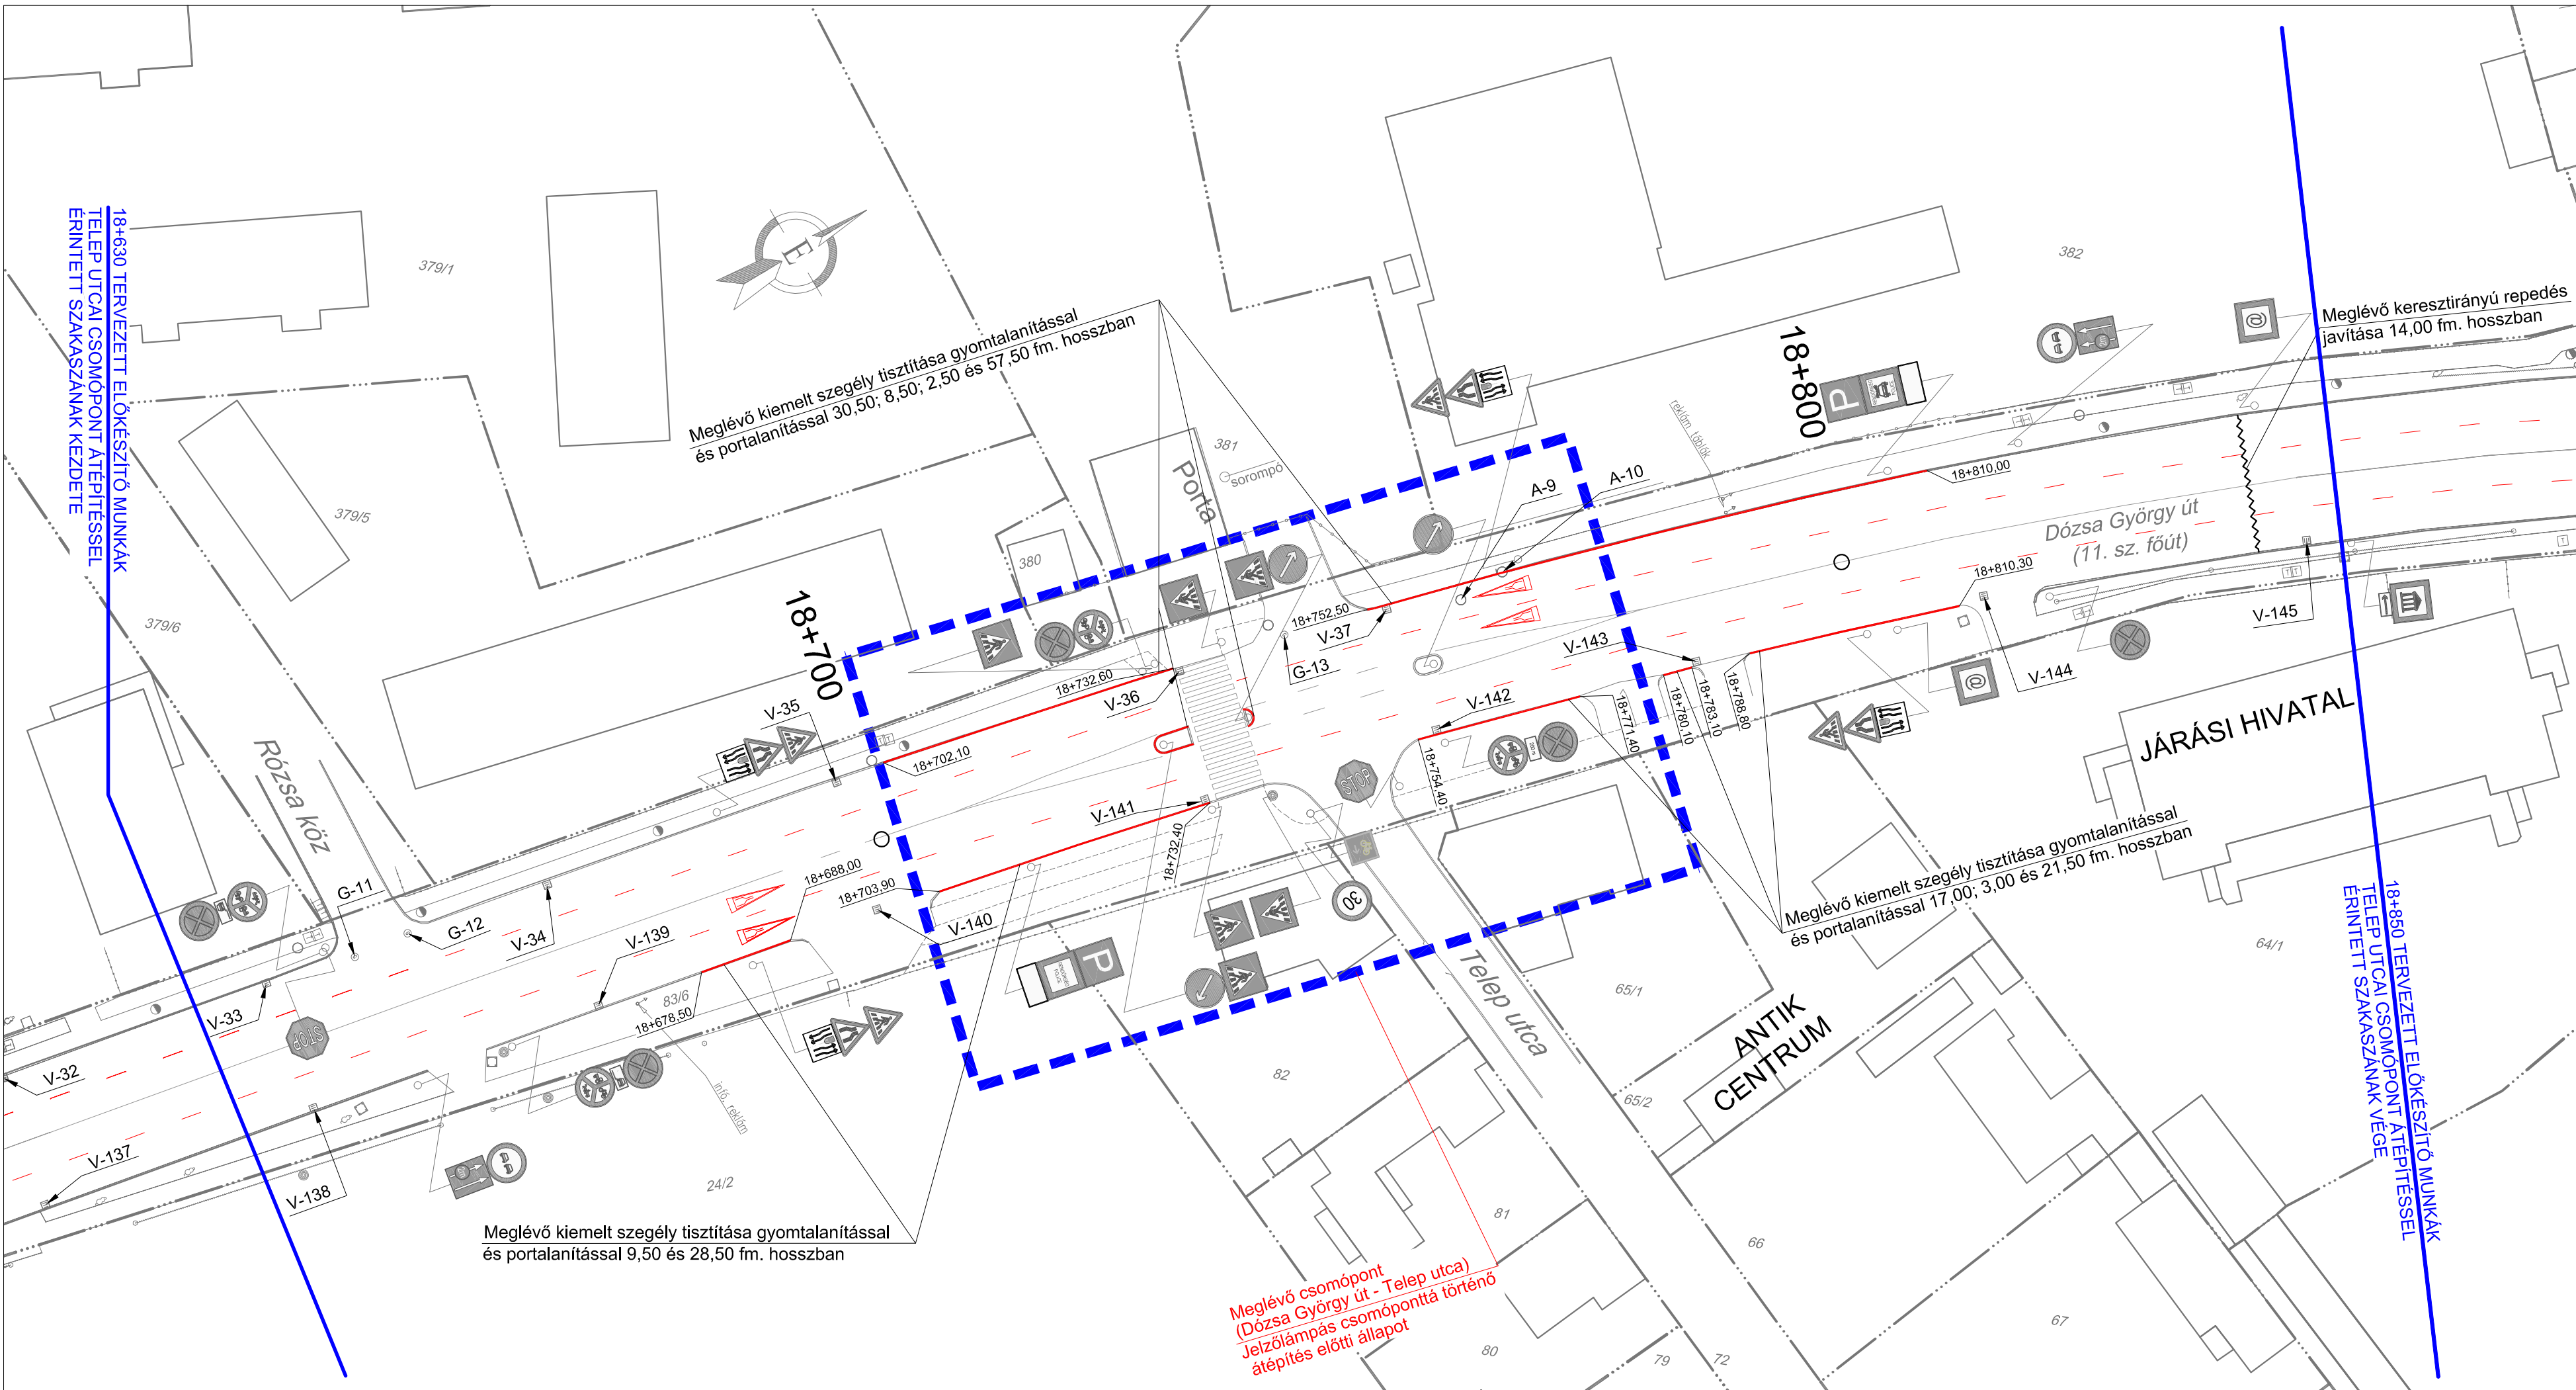 18+630 TERVEZETT ELŐKÉSZÍTŐ MUNKÁK
TELEP UTCAI CSOMÓPONT ÁTÉPÍTÉSSEL
ÉRINTETT SZAKASZÁNAK KEZDETE
379/1
379/5
379/6
Meglévő kiemelt szegély tisztítása gyomtalanítással
és portalanítással 30,50; 8,50; 2,50 és 57,50 fm. hosszban
380
381
382
Porta
sorompó
reklám táblák
18+700
18+800
P
Meglévő keresztirányú repedés
javítása 14,00 fm. hosszban
@
A-9
A-10
18+810,00
Dózsa György út
(11. sz. főút)
18+810,30
18+752,50
V-37
G-13
V-143
V-144
V-145
18+732,60
V-36
V-35
18+702,10
V-142
18+771,40
18+780,10
18+783,10
18+788,80
18+754,40
@
JÁRÁSI HIVATAL
STOP
V-141
18+732,40
Rózsa köz
G-11
G-12
V-34
V-139
18+688,00
18+703,90
V-140
30
P
V-33
83/6
18+678,50
STOP
V-32
infó, reklám
V-137
V-138
24/2
Meglévő kiemelt szegély tisztítása gyomtalanítással
és portalanítással 9,50 és 28,50 fm. hosszban
Meglévő kiemelt szegély tisztítása gyomtalanítással
és portalanítással 17,00; 3,00 és 21,50 fm. hosszban
Telep utca
65/1
65/2
ANTIK
CENTRUM
64/1
18+850 TERVEZETT ELŐKÉSZÍTŐ MUNKÁK
TELEP UTCAI CSOMÓPONT ÁTÉPÍTÉSSEL
ÉRINTETT SZAKASZÁNAK VÉGE
82
81
80
79
72
66
67
Meglévő csomópont
(Dózsa György út - Telep utca)
Jelzőlámpás csomóponttá történő
átépítés előtti állapot